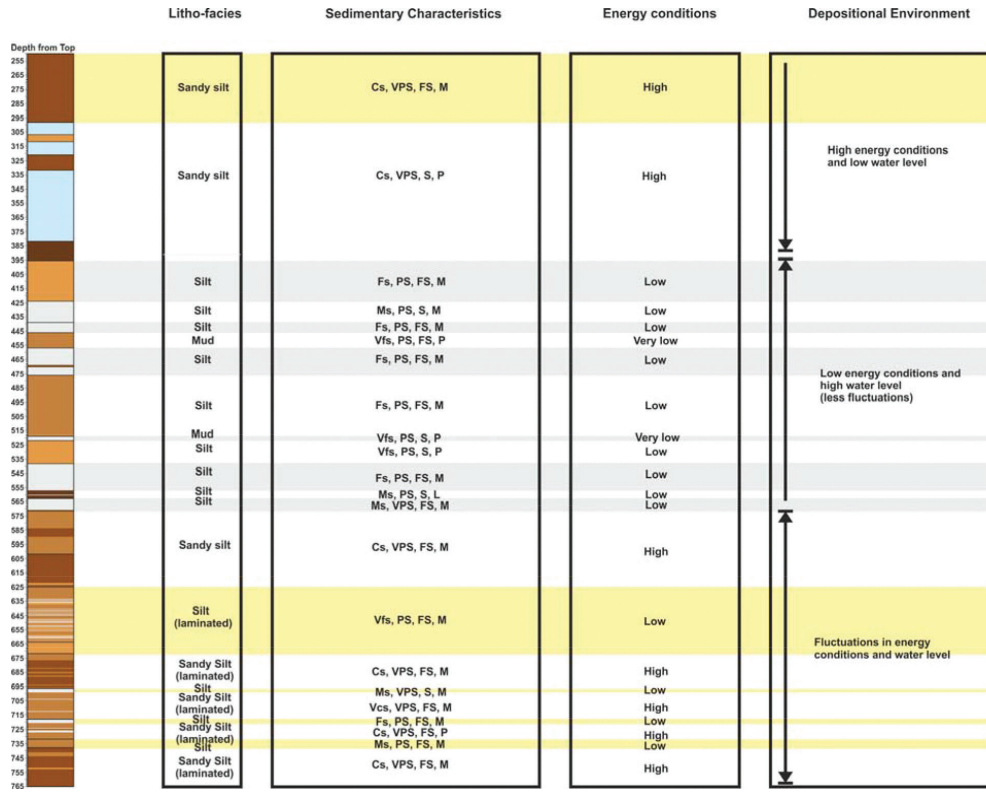 Litho-facies Sedimentary Characteristics Energy conditions Depositional Environment
Depth from Top
255
265
275 Sandy silt Cs, VPS, FS, M High
285
295
305
315
325 High energy conditions
335 Sandy silt Cs, VPS, S, P High and low water level
345
355
365
375
385
395
405
415 Silt Fs, PS, FS, M Low
425
435 Silt Ms, PS, S, M Low
445 Silt Fs, PS, FS, M Low
455 Mud Vfs, PS, FS, P Very low
465 Silt Fs, PS, FS, M Low
475 Low energy conditions and
485 high water level
495 Silt Fs, PS, FS, M Low (less fluctuations)
505
515 Mud Vfs, PS, S, P Very low
525 Silt Vfs, PS, S, P Low
535
545 Silt Fs, PS, FS, M Low
555 Silt Ms, PS, S, L Low
565 Silt Ms, VPS, FS, M Low
575
585
595 Sandy silt Cs, VPS, FS, M High
605
615
625
635
645 Silt
655 (laminated) Vfs, PS, FS, M Low
665 Fluctuations in energy
675 Sandy Silt conditions and water level
685 (laminated) Cs, VPS, FS, M High
695 Silt Ms, VPS, S, M Low
705 Sandy Silt
715 (laminated) Vcs, VPS, FS, M High
Silt Fs, PS, FS, M Low
725 Sandy Silt Cs, VPS, FS, P High
735 (laminated) Ms, PS, FS, M Low
Silt
745 Sandy Silt Cs, VPS, FS, M High
755 (laminated)
765